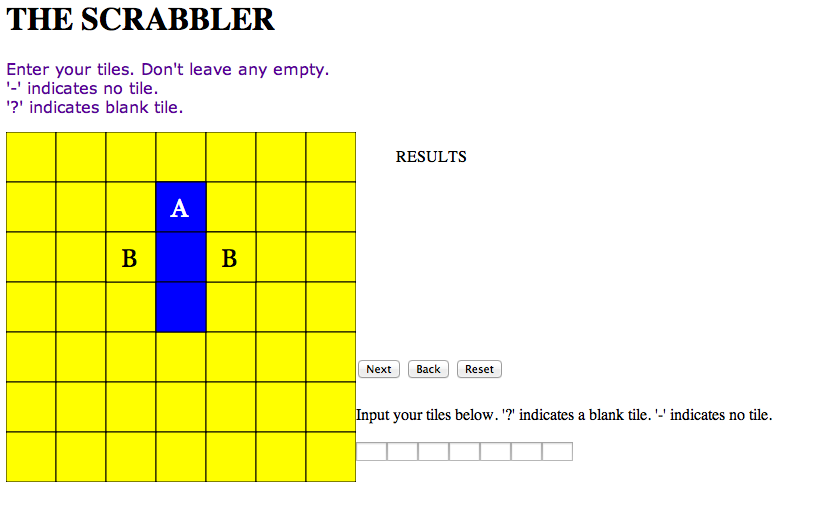 THE SCRABBLER
Enter your tiles. Don't leave any empty.
'-' indicates no tile.
'?' indicates blank tile.
RESULTS
A
B B
Next Back Reset
Input your tiles below. '?' indicates a blank tile. '-' indicates no tile.